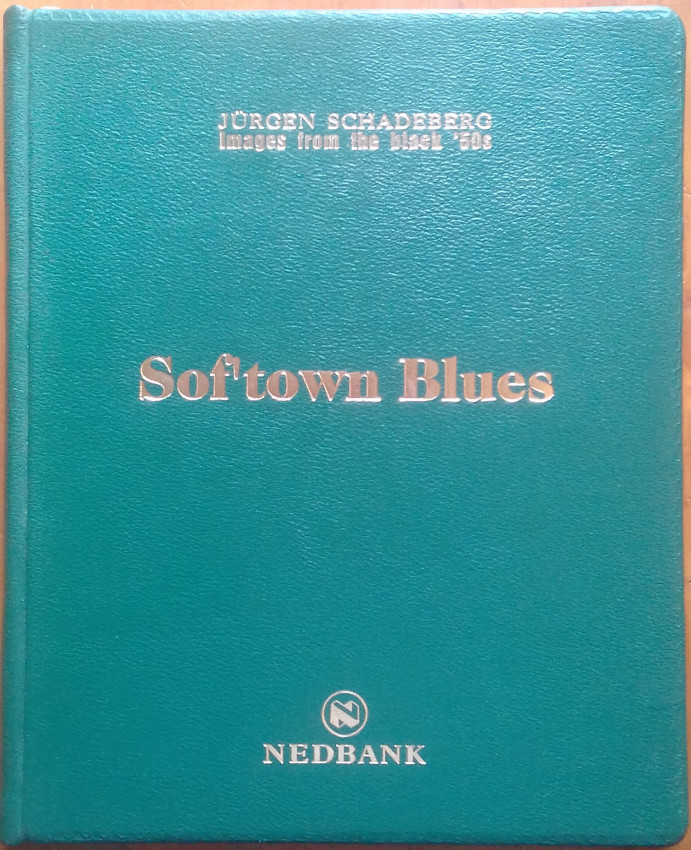 JÜRGEN SCHADEBERG
Images from the black '50s
Sof'town Blues
N
NEDBANK